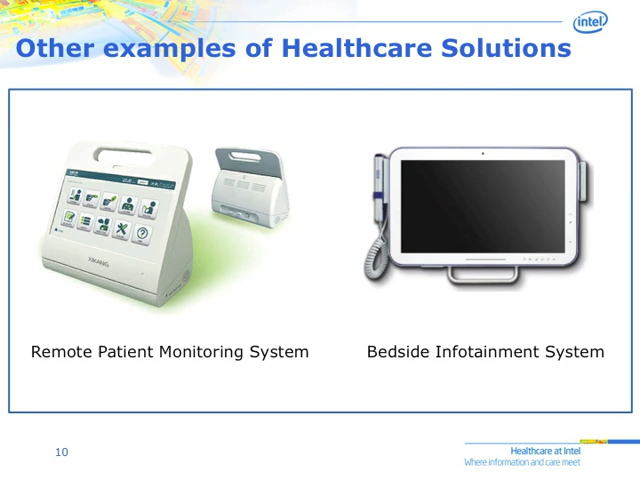 intel
Other examples of Healthcare Solutions
XIKANG
Remote Patient Monitoring System
Bedside Infotainment System
10
Healthcare at Intel
Where information and care meet